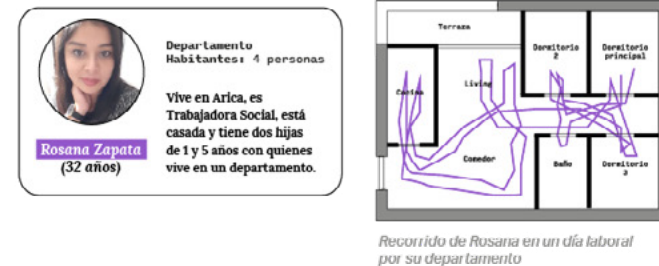 Departamento
Habitantes: 4 personas
Vive en Arica, es
Trabajadora Social, está
casada y tiene dos hijas
de 1 y 5 años con quienes
vive en un departamento.
Rosana Zapata
(32 años)
Terraza
Dormitorio
2
Dormitorio
principal
Cocina
Living
Comedor
Baño
Dormitorio
3
Recorrido de Rosana en un día laboral
por su departamento